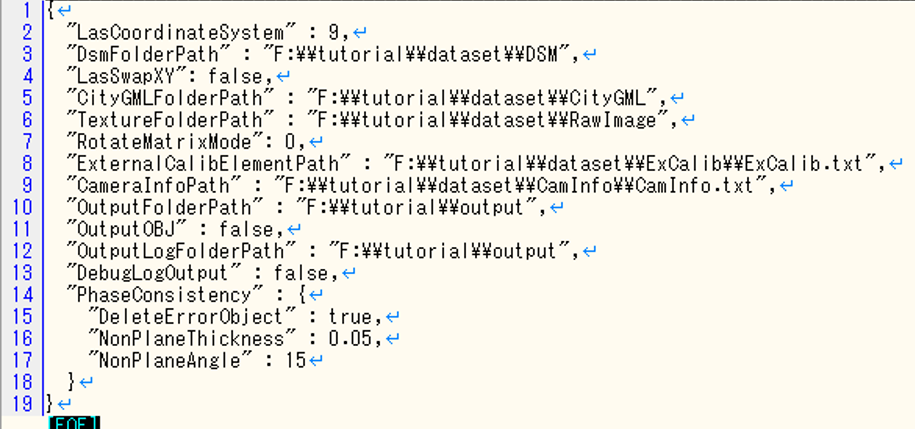 1 {↵
2 "LasCoordinateSystem" : 9,↵
3 "DsmFolderPath" : "F:¥¥tutorial¥¥dataset¥¥DSM",↵
4 "LasSwapXY": false,↵
5 "CityGMLFolderPath" : "F:¥¥tutorial¥¥dataset¥¥CityGML",↵
6 "TextureFolderPath" : "F:¥¥tutorial¥¥dataset¥¥RawImage",↵
7 "RotateMatrixMode": 0,↵
8 "ExternalCalibElementPath" : "F:¥¥tutorial¥¥dataset¥¥ExCalib¥¥ExCalib.txt",↵
9 "CameraInfoPath" : "F:¥¥tutorial¥¥dataset¥¥CamInfo¥¥CamInfo.txt",↵
10 "OutputFolderPath" : "F:¥¥tutorial¥¥output",↵
11 "OutputOBJ" : false,↵
12 "OutputLogFolderPath" : "F:¥¥tutorial¥¥output",↵
13 "DebugLogOutput" : false,↵
14 "PhaseConsistency" : {↵
15 "DeleteErrorObject" : true,↵
16 "NonPlaneThickness" : 0.05,↵
17 "NonPlaneAngle" : 15↵
18 }↵
19 }↵
[EOF]